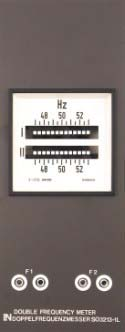 Hz
48 50 52
I
II
48 50 52
F1 F2
DOUBLE FREQUENCY METER
DOPPELFREQUENZMESSER SO3213-1L